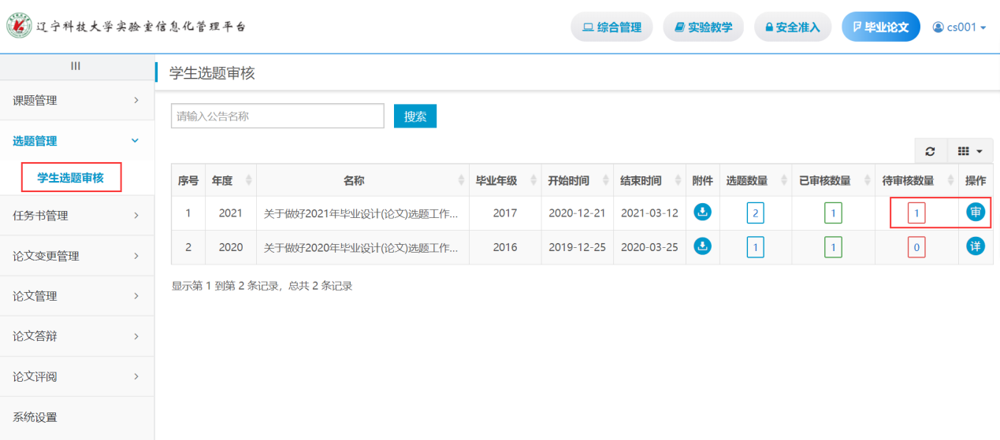 辽宁科技大学实验室信息化管理平台
综合管理 实验教学 安全准入 毕业论文 cs001
课题管理
选题管理
学生选题审核
任务书管理
论文变更管理
论文管理
论文答辩
论文评阅
系统设置
学生选题审核
请输入公告名称 搜索
序号 年度 名称 毕业年级 开始时间 结束时间 附件 选题数量 已审核数量 待审核数量 操作
1 2021 关于做好2021年毕业设计(论文)选题工作... 2017 2020-12-21 2021-03-12 2 1 1 审
2 2020 关于做好2020年毕业设计(论文)选题工作... 2016 2019-12-25 2020-03-25 1 1 0 详
显示第 1 到第 2 条记录，总共 2 条记录